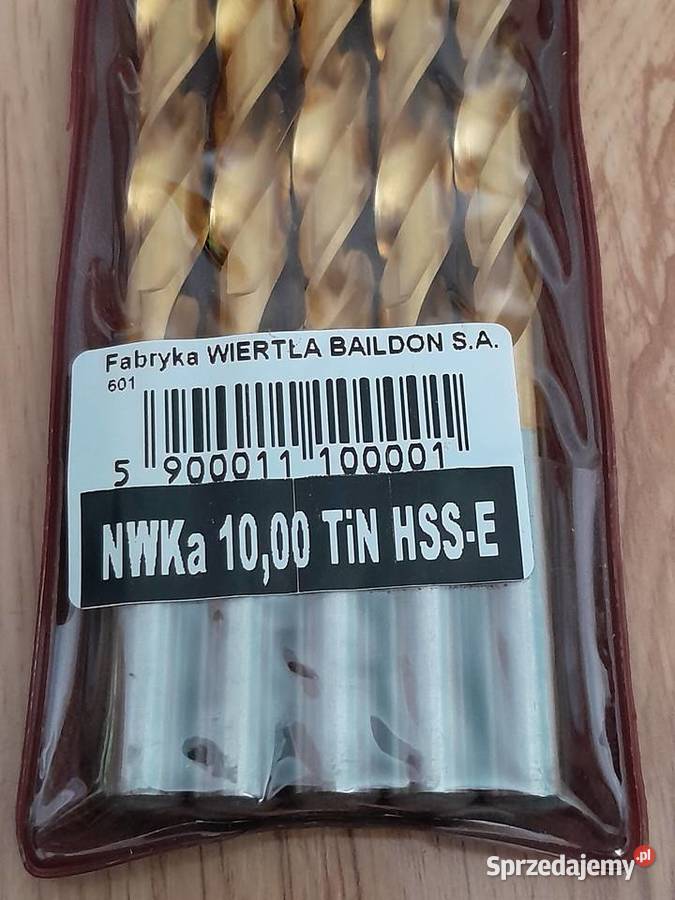 Fabryka WIERTŁA BAILDON S.A.
601
5 900011 100001
NWKa 10,00 TiN HSS-E
Sprzedajemy.pl